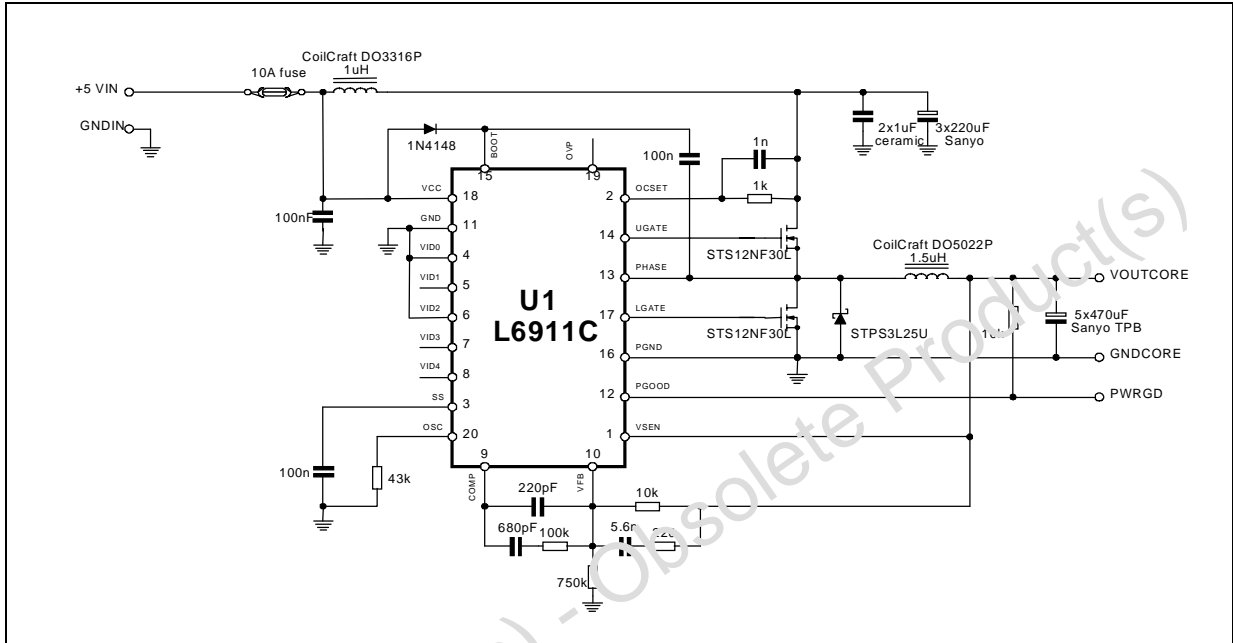 CoilCraft DO3316P
1uH
10A fuse
+5 VIN
GNDIN
1N4148
BOOT
15
OVP
19
100n
1n
1k
2x1uF
ceramic
3x220uF
Sanyo
100nF
VCC
18
GND
11
VID0
4
VID1
5
VID2
6
VID3
7
VID4
8
SS
3
OSC
20
U1
L6911C
2
OCSET
14
UGATE
13
PHASE
17
LGATE
16
PGND
12
PGOOD
1
VSEN
STS12NF30L
STS12NF30L
CoilCraft DO5022P
1.5uH
STPS3L25U
5x470uF
Sanyo TPB
VOUTCORE
GNDCORE
PWRGD
100n
43k
9
COMP
10
VFB
220pF
10k
680pF
100k
750k
) - Obsolete Product(s)